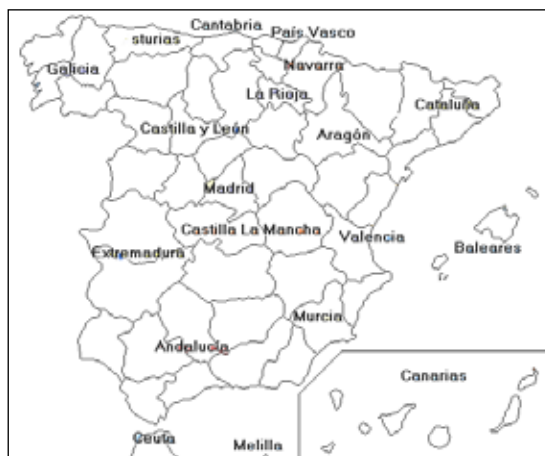 Cantabria
País Vasco
sturias
Galicia
Navarra
La Rioja
Cataluña
Castilla y León
Aragón
Madrid
Castilla La Mancha
Valencia
Baleares
Extremadura
Murcia
Andalucía
Canarias
Ceuta
Melilla